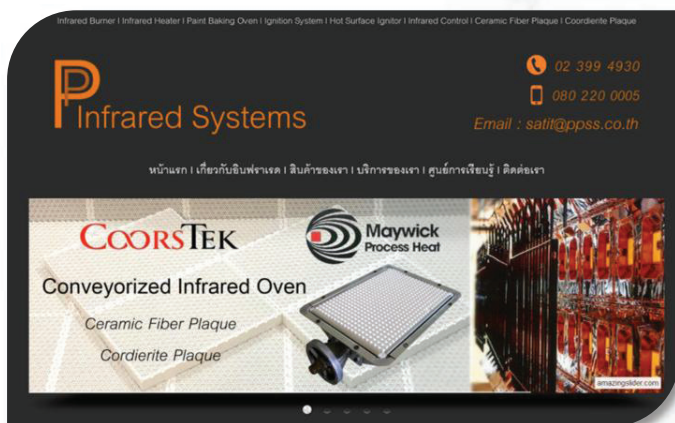 Infrared Burner l Infrared Heater l Paint Baking Oven l Ignition System l Hot Surface Ignitor l Infrared Control l Ceramic Fiber Plaque l Coordierite Plaque
PP Infrared Systems
02 399 4930
080 220 0005
Email : satit@ppss.co.th
หน้าแรก l เกี่ยวกับอินฟราเรด l สินค้าของเรา l บริการของเรา l ศูนย์การเรียนรู้ l ติดต่อเรา
COORSTEK
Maywick
Process Heat
Conveyorized Infrared Oven
Ceramic Fiber Plaque
Cordierite Plaque
amazingslider.com